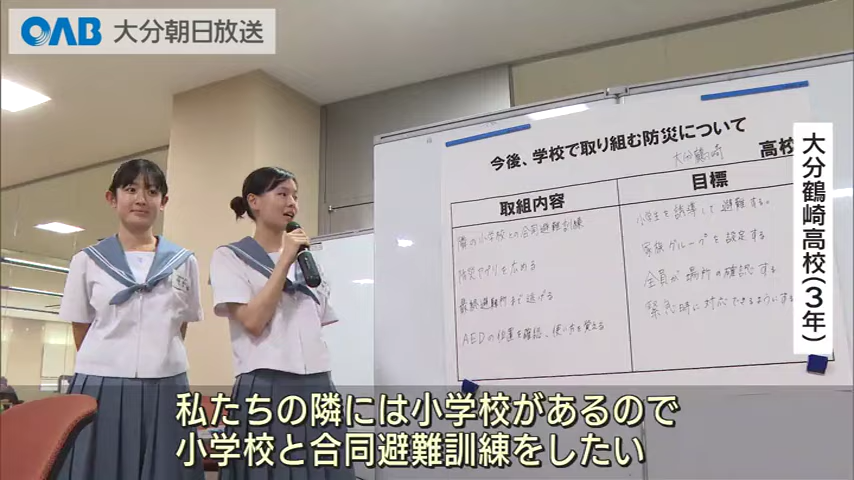 OAB 大分朝日放送
今後、学校で取り組む防災について
大分鶴崎 高校
取組内容
目標
隣の小学校との合同避難訓練
小学生を誘導して避難する。
防災アプリを広める
家族グループを設定する
最終避難所まで逃げる
全員が場所の確認する
AEDの位置を確認、使い方を覚える
緊急時に対応できるようにする
大分鶴崎高校(3年)
OAB
私たちの隣には小学校があるので
小学校と合同避難訓練をしたい